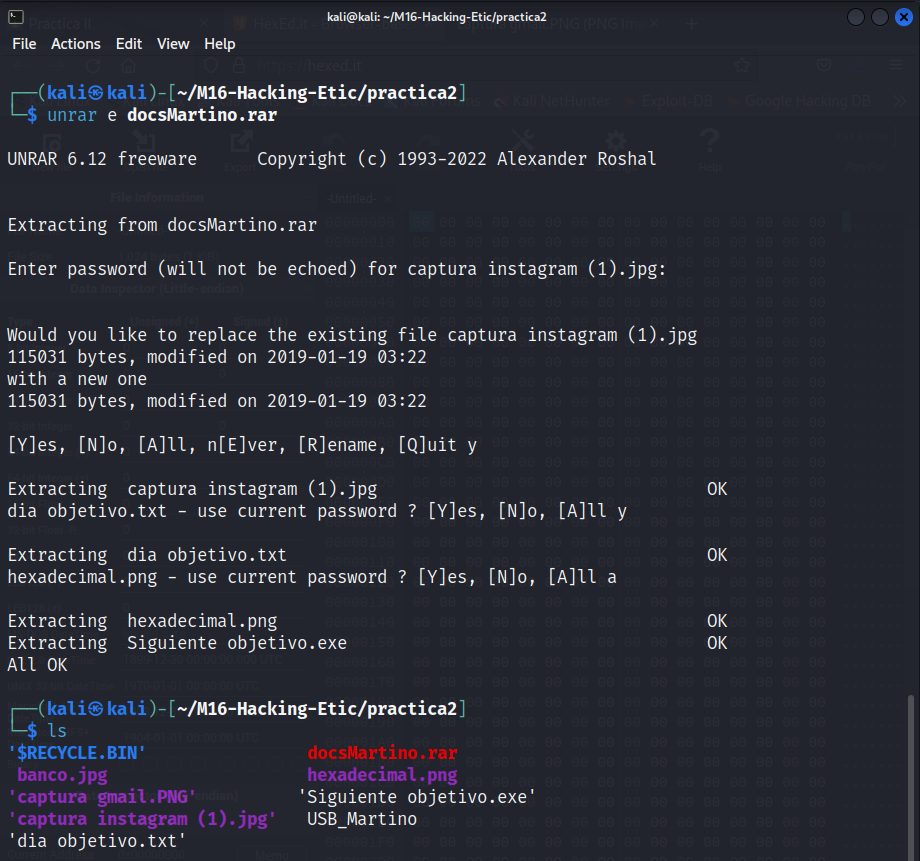 kali@kali: ~/M16-Hacking-Etic/practica2
File Actions Edit View Help
┌──(kali㉿kali)-[~/M16-Hacking-Etic/practica2]
└─$ unrar e docsMartino.rar
UNRAR 6.12 freeware      Copyright (c) 1993-2022 Alexander Roshal
Extracting from docsMartino.rar
Enter password (will not be echoed) for captura instagram (1).jpg:
Would you like to replace the existing file captura instagram (1).jpg
115031 bytes, modified on 2019-01-19 03:22
with a new one
115031 bytes, modified on 2019-01-19 03:22
[Y]es, [N]o, [A]ll, n[E]ver, [R]ename, [Q]uit y
Extracting  captura instagram (1).jpg                                 OK
dia objetivo.txt - use current password ? [Y]es, [N]o, [A]ll y
Extracting  dia objetivo.txt                                          OK
hexadecimal.png - use current password ? [Y]es, [N]o, [A]ll a
Extracting  hexadecimal.png                                           OK
Extracting  Siguiente objetivo.exe                                    OK
All OK
┌──(kali㉿kali)-[~/M16-Hacking-Etic/practica2]
└─$ ls
'$RECYCLE.BIN'                docsMartino.rar
 banco.jpg                    hexadecimal.png
'captura gmail.PNG'          'Siguiente objetivo.exe'
'captura instagram (1).jpg'   USB_Martino
'dia objetivo.txt'